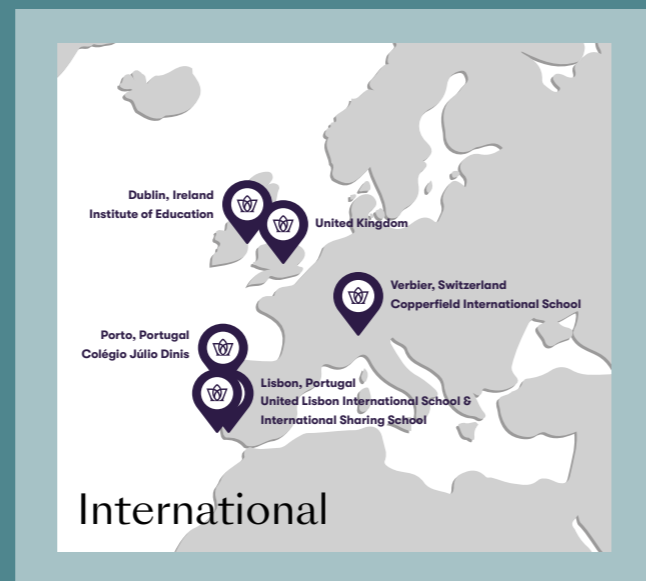 Dublin, Ireland
Institute of Education
United Kingdom
Verbier, Switzerland
Copperfield International School
Porto, Portugal
Colégio Júlio Dinis
Lisbon, Portugal
United Lisbon International School &
International Sharing School
International